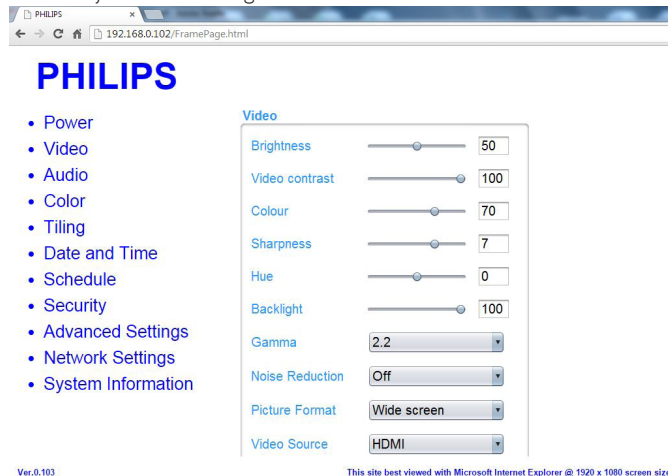 PHILIPS
192.168.0.102/FramePage.html
PHILIPS
Power
Video
Audio
Color
Tiling
Date and Time
Schedule
Security
Advanced Settings
Network Settings
System Information
Video
Brightness 50
Video contrast 100
Colour 70
Sharpness 7
Hue 0
Backlight 100
Gamma 2.2
Noise Reduction Off
Picture Format Wide screen
Video Source HDMI
Ver.0.103
This site best viewed with Microsoft Internet Explorer @ 1920 x 1080 screen size